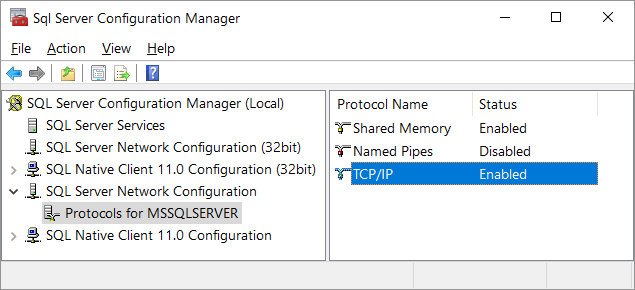 Sql Server Configuration Manager
File Action View Help
SQL Server Configuration Manager (Local)
SQL Server Services
SQL Server Network Configuration (32bit)
SQL Native Client 11.0 Configuration (32bit)
SQL Server Network Configuration
Protocols for MSSQLSERVER
SQL Native Client 11.0 Configuration
Protocol Name Status
Shared Memory Enabled
Named Pipes Disabled
TCP/IP Enabled